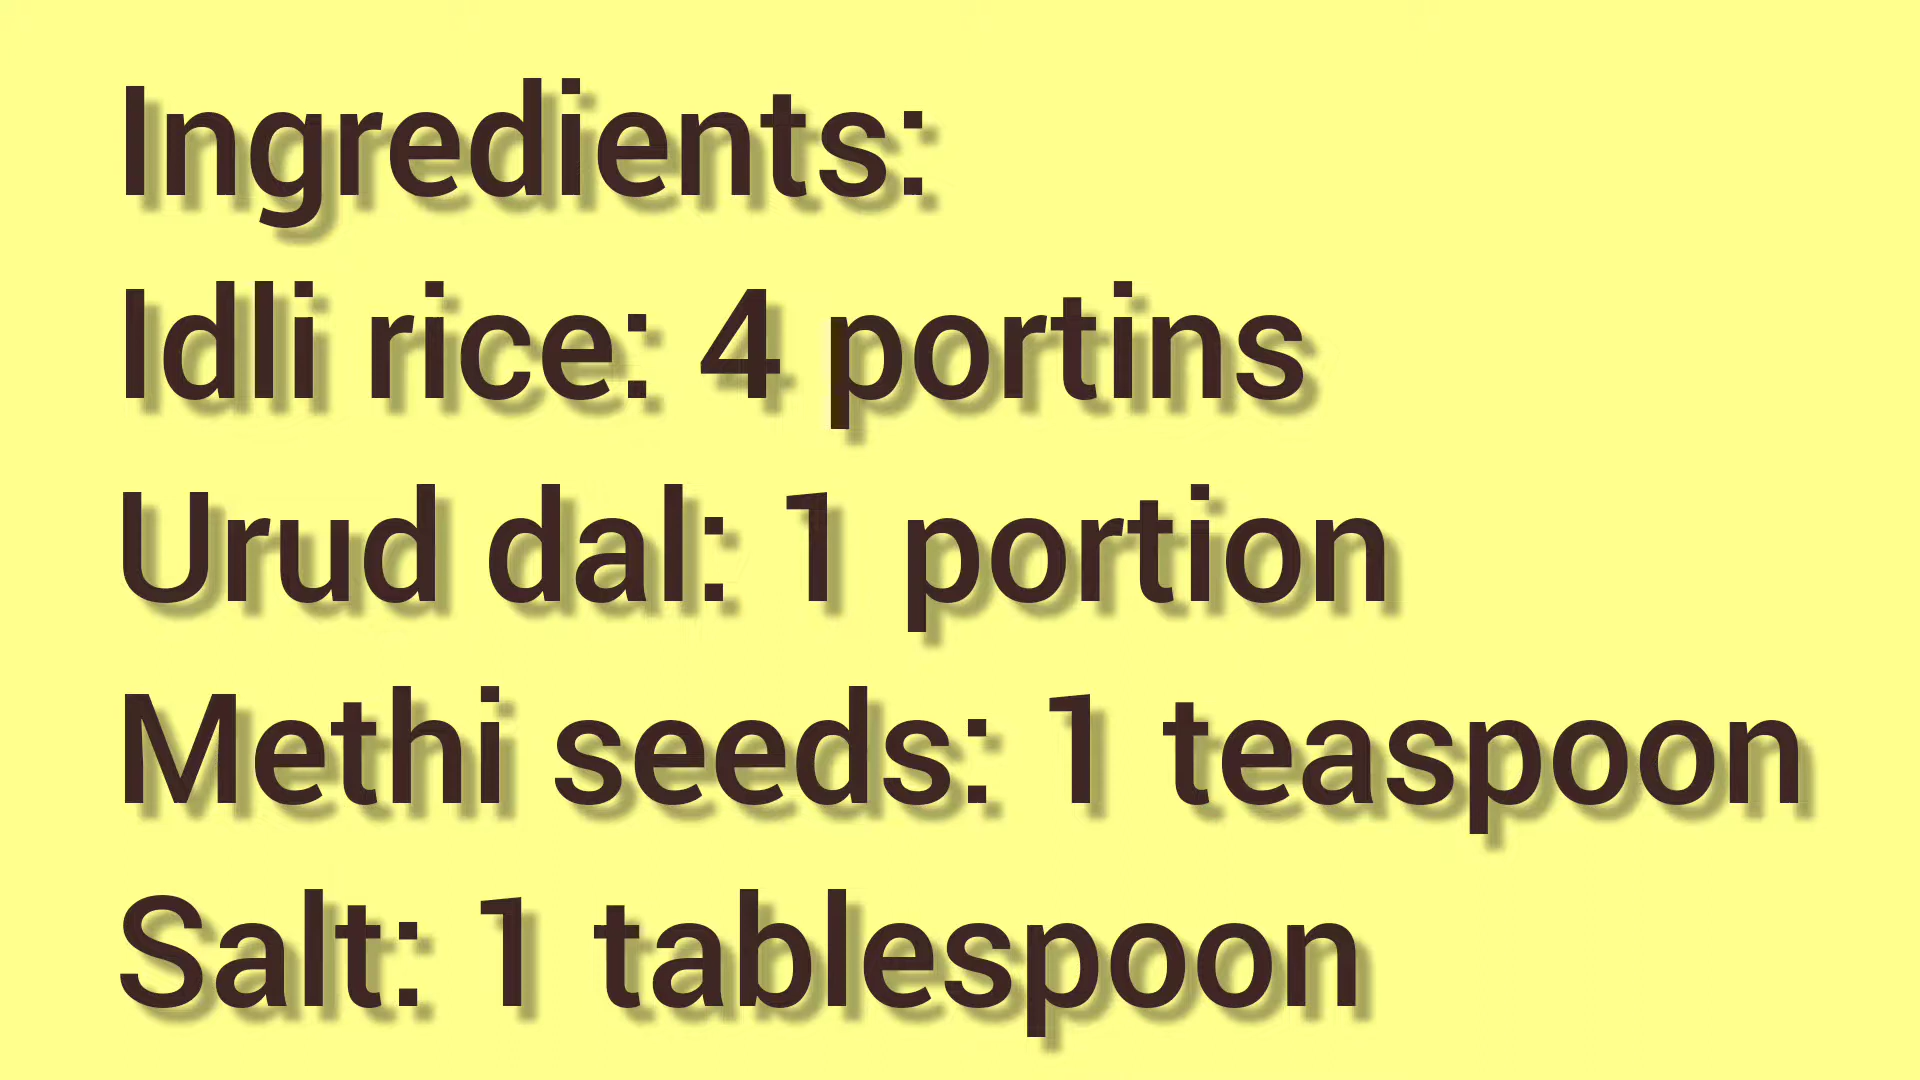 Ingredients:
Idli rice: 4 portins
Urud dal: 1 portion
Methi seeds: 1 teaspoon
Salt: 1 tablespoon